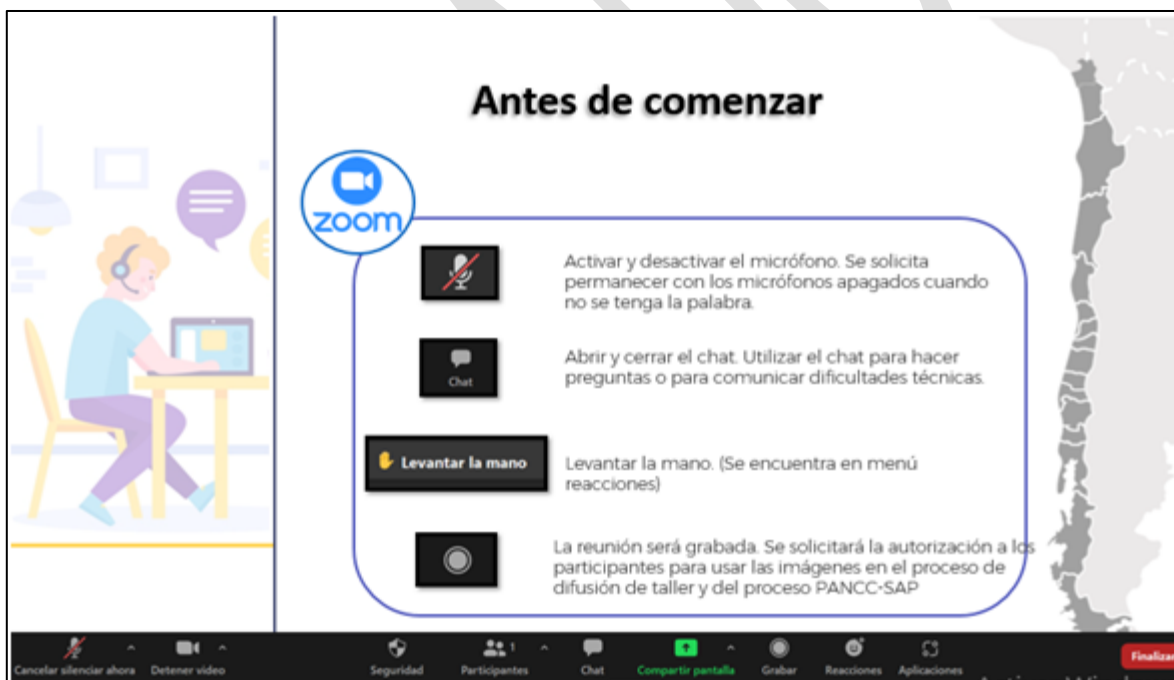 Antes de comenzar
zoom
Activar y desactivar el micrófono. Se solicita
permanecer con los micrófonos apagados cuando
no se tenga la palabra.
Chat
Abrir y cerrar el chat. Utilizar el chat para hacer
preguntas o para comunicar dificultades técnicas.
Levantar la mano
Levantar la mano. (Se encuentra en menú
reacciones)
La reunión será grabada. Se solicitará la autorización a los
participantes para usar las imágenes en el proceso de
difusión de taller y del proceso PANCC-SAP
Cancelar silenciar ahora Detener video Seguridad 1 Participantes Chat Compartir pantalla Grabar Reacciones Aplicaciones Finalizar